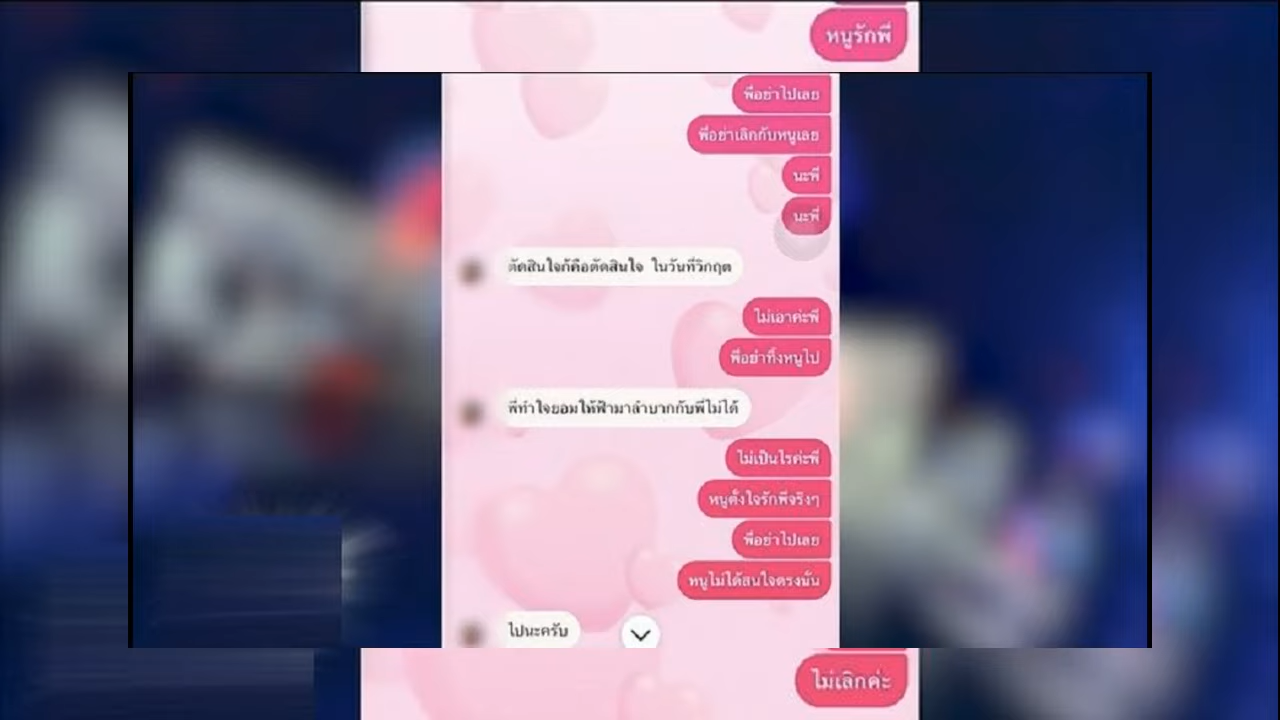 หนูรักพี่
พี่อย่าไปเลย
พี่อย่าเลิกกับหนูเลย
นะพี่
นะพี่
ตัดสินใจก็คือตัดสินใจ ในวันที่วิกฤต
ไม่เอาค่ะพี่
พี่อย่าทิ้งหนูไป
พี่ทำใจยอมให้ฟ้ามาลำบากกับพี่ไม่ได้
ไม่เป็นไรค่ะพี่
หนูตั้งใจรักพี่จริงๆ
พี่อย่าไปเลย
หนูไม่ได้สนใจตรงนั้น
ไปนะครับ
ไม่เลิกค่ะ